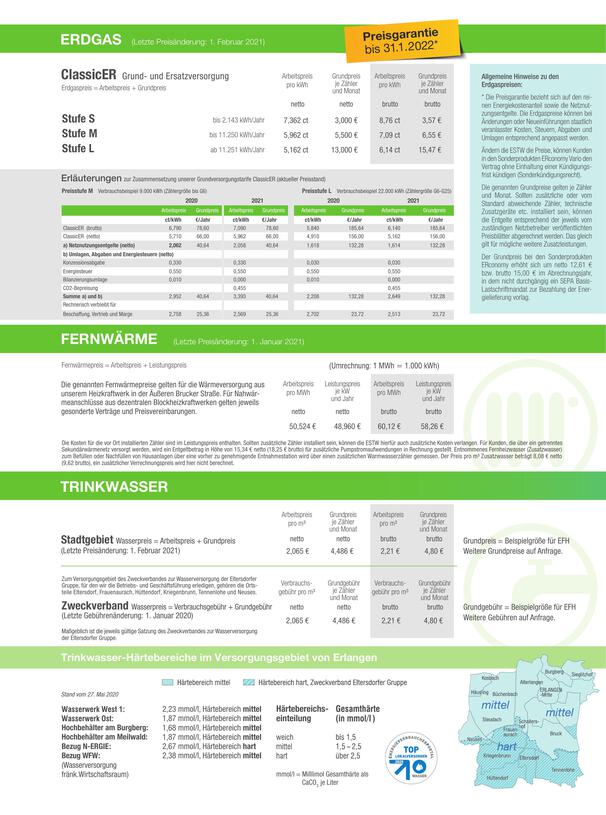 ERDGAS (Letzte Preisänderung: 1. Februar 2021)
Preisgarantie
bis 31.1.2022*
ClassicER Grund- und Ersatzversorgung
Erdgaspreis = Arbeitspreis + Grundpreis
Arbeitspreis pro kWh netto | Grundpreis je Zähler und Monat netto | Arbeitspreis pro kWh brutto | Grundpreis je Zähler und Monat brutto
Stufe S bis 2.143 kWh/Jahr 7,362 ct 3,000 € 8,76 ct 3,57 €
Stufe M bis 11.250 kWh/Jahr 5,962 ct 5,500 € 7,09 ct 6,55 €
Stufe L ab 11.251 kWh/Jahr 5,162 ct 13,000 € 6,14 ct 15,47 €
Allgemeine Hinweise zu den
Erdgaspreisen:
* Die Preisgarantie bezieht sich auf den rei-
nen Energiekostenanteil sowie die Netznut-
zungsentgelte. Die Erdgaspreise können bei
Änderungen oder Neueinführungen staatlich
veranlasster Kosten, Steuern, Abgaben und
Umlagen entsprechend angepasst werden.
Ändern die ESTW die Preise, können Kunden
in den Sonderprodukten ERconomy Vario den
Vertrag ohne Einhaltung einer Kündigungs-
frist kündigen (Sonderkündigungsrecht).
Die genannten Grundpreise gelten je Zähler
und Monat. Sollten zusätzliche oder vom
Standard abweichende Zähler, technische
Zusatzgeräte etc. installiert sein, können
die Entgelte entsprechend der jeweils vom
zuständigen Netzbetreiber veröffentlichten
Preisblätter abgerechnet werden. Das gleich
gilt für mögliche weitere Zusatzleistungen.
Der Grundpreis bei den Sonderprodukten
ERconomy erhöht sich um netto 12,61 €
bzw. brutto 15,00 € im Abrechnungsjahr,
in dem nicht durchgängig ein SEPA Basis-
Lastschriftmandat zur Bezahlung der Ener-
gielieferung vorlag.
Erläuterungen zur Zusammensetzung unserer Grundversorgungstarife ClassicER (aktueller Preisstand)
Preisstufe M Verbrauchsbeispiel 9.000 kWh (Zählergröße bis G6)
Preisstufe L Verbrauchsbeispiel 22.000 kWh (Zählergröße G6-G25)
2020 2021 2020 2021
Arbeitspreis Grundpreis Arbeitspreis Grundpreis Arbeitspreis Grundpreis Arbeitspreis Grundpreis
ct/kWh €/Jahr ct/kWh €/Jahr ct/kWh €/Jahr ct/kWh €/Jahr
ClassicER (brutto) 6,790 78,60 7,090 78,60 5,840 185,64 6,140 185,64
ClassicER (netto) 5,710 66,00 5,962 66,00 4,910 156,00 5,162 156,00
a) Netznutzungsentgelte (netto) 2,062 40,64 2,058 40,64 1,618 132,28 1,614 132,28
b) Umlagen, Abgaben und Energiesteuern (netto)
Konzessionsabgabe 0,330 0,330 0,030 0,030
Energiesteuer 0,550 0,550 0,550 0,550
Bilanzierungsumlage 0,010 0,000 0,010 0,000
CO2-Bepreisung 0,455 0,455
Summe a) und b) 2,952 40,64 3,393 40,64 2,208 132,28 2,649 132,28
Rechnerisch verbleibt für
Beschaffung, Vertrieb und Marge 2,758 25,36 2,569 25,36 2,702 23,72 2,513 23,72
FERNWÄRME (Letzte Preisänderung: 1. Januar 2021)
Fernwärmepreis = Arbeitspreis + Leistungspreis
(Umrechnung: 1 MWh = 1.000 kWh)
Die genannten Fernwärmepreise gelten für die Wärmeversorgung aus
unserem Heizkraftwerk in der Äußeren Brucker Straße. Für Nahwär-
meanschlüsse aus dezentralen Blockheizkraftwerken gelten jeweils
gesonderte Verträge und Preisvereinbarungen.
Arbeitspreis pro MWh netto | Leistungspreis je kW und Jahr netto | Arbeitspreis pro MWh brutto | Leistungspreis je kW und Jahr brutto
50,524 € 48,960 € 60,12 € 58,26 €
Die Kosten für die vor Ort installierten Zähler sind im Leistungspreis enthalten. Sollten zusätzliche Zähler installiert sein, können die ESTW hierfür auch zusätzliche Kosten verlangen. Für Kunden, die über ein getrenntes
Sekundärwärmenetz versorgt werden, wird ein Entgeltbetrag in Höhe von 15,34 € netto (18,25 € brutto) für zusätzliche Pumpstromaufwendungen in Rechnung gestellt. Entnommenes Fernheizwasser (Zusatzwasser)
zum Befüllen oder Nachfüllen von Hausanlagen über eine vorher zu genehmigende Entnahmestation wird über einen zusätzlichen Warmwasserzähler gemessen. Der Preis pro m³ Zusatzwasser beträgt 8,08 € netto
(9,62 brutto), ein zusätzlicher Verrechnungspreis wird hier nicht berechnet.
TRINKWASSER
Arbeitspreis pro m³ netto | Grundpreis je Zähler und Monat netto | Arbeitspreis pro m³ brutto | Grundpreis je Zähler und Monat brutto
Stadtgebiet Wasserpreis = Arbeitspreis + Grundpreis
(Letzte Preisänderung: 1. Februar 2021)
2,065 € 4,486 € 2,21 € 4,80 €
Grundpreis = Beispielgröße für EFH
Weitere Grundpreise auf Anfrage.
Zum Versorgungsgebiet des Zweckverbandes zur Wasserversorgung der Eltersdorfer
Gruppe, für den wir die Betriebs- und Geschäftsführung erledigen, gehören die Orts-
teile Eltersdorf, Frauenaurach, Hüttendorf, Kriegenbrunn, Tennenlohe und Neuses.
Verbrauchs-gebühr pro m³ netto | Grundgebühr je Zähler und Monat netto | Verbrauchs-gebühr pro m³ brutto | Grundgebühr je Zähler und Monat brutto
Zweckverband Wasserpreis = Verbrauchsgebühr + Grundgebühr
(Letzte Gebührenänderung: 1. Januar 2020)
2,065 € 4,486 € 2,21 € 4,80 €
Grundgebühr = Beispielgröße für EFH
Weitere Gebühren auf Anfrage.
Maßgeblich ist die jeweils gültige Satzung des Zweckverbandes zur Wasserversorgung
der Eltersdorfer Gruppe.
Trinkwasser-Härtebereiche im Versorgungsgebiet von Erlangen
Härtebereich mittel
Härtebereich hart, Zweckverband Eltersdorfer Gruppe
Stand vom 27. Mai 2020
Wasserwerk West 1: 2,23 mmol/l, Härtebereich mittel
Wasserwerk Ost: 1,87 mmol/l, Härtebereich mittel
Hochbehälter am Burgberg: 1,68 mmol/l, Härtebereich mittel
Hochbehälter am Meilwald: 1,87 mmol/l, Härtebereich mittel
Bezug N-ERGIE: 2,67 mmol/l, Härtebereich hart
Bezug WFW: 2,38 mmol/l, Härtebereich mittel
(Wasserversorgung
fränk.Wirtschaftsraum)
Härtebereichs-einteilung | Gesamthärte (in mmol/l)
weich bis 1,5
mittel 1,5 – 2,5
hart über 2,5
mmol/l = Millimol Gesamthärte als
CaCO3 je Liter
ENERGIEVERBRAUCHERPORTAL
TOP
LOKALVERSORGER
WASSER
Burgberg
Sieglitzhof
Kosbach
Alterlangen
ERLANGEN
-Mitte
Häusling
Büchenbach
mittel
mittel
Steudach
Schallers-
hof
Frauen-
aurach
Bruck
Neuses
hart
Kriegenbrunn
Eltersdorf
Tennenlohe
Hüttendorf